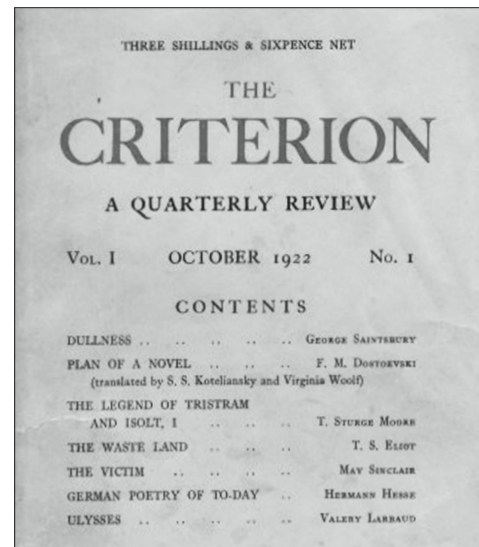 THREE SHILLINGS & SIXPENCE NET
THE
CRITERION
A QUARTERLY REVIEW
VOL. I OCTOBER 1922 No. 1
CONTENTS
DULLNESS .. .. .. .. .. GEORGE SAINTSBURY
PLAN OF A NOVEL .. .. .. F. M. DOSTOEVSKI
(translated by S. S. Koteliansky and Virginia Woolf)
THE LEGEND OF TRISTRAM
AND ISOLT, I .. .. .. T. STURGE MOORE
THE WASTE LAND .. .. .. T. S. ELIOT
THE VICTIM .. .. .. .. MAY SINCLAIR
GERMAN POETRY OF TO-DAY .. HERMANN HESSE
ULYSSES .. .. .. .. .. VALERY LARBAUD